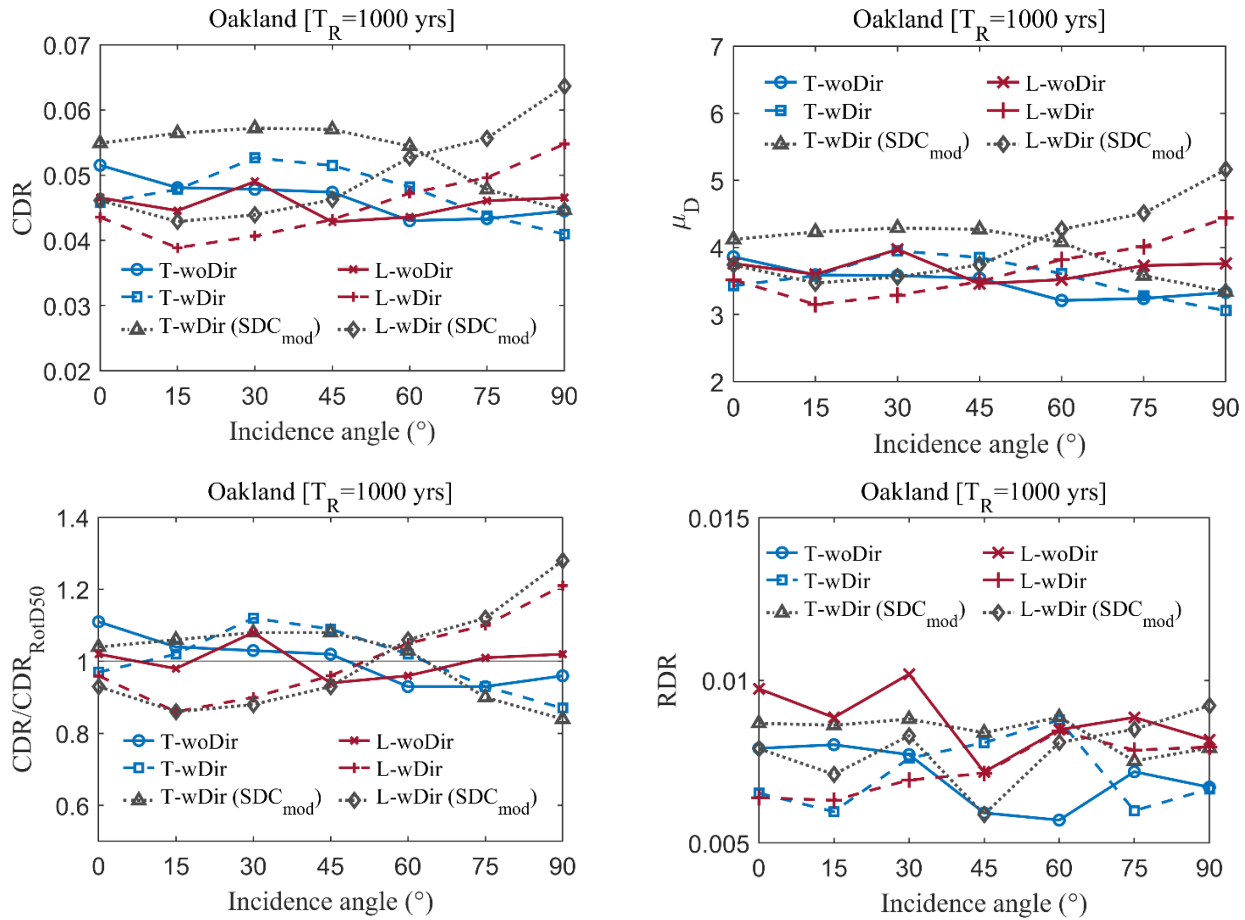 Oakland [T_R=1000 yrs]
CDR
0.07
0.06
0.05
0.04
0.03
0.02
T-woDir
L-woDir
T-wDir
L-wDir
T-wDir (SDC_mod)
L-wDir (SDC_mod)
0 15 30 45 60 75 90
Incidence angle (°)
Oakland [T_R=1000 yrs]
μ_D
7
6
5
4
3
2
T-woDir
L-woDir
T-wDir
L-wDir
T-wDir (SDC_mod)
L-wDir (SDC_mod)
0 15 30 45 60 75 90
Incidence angle (°)
Oakland [T_R=1000 yrs]
CDR/CDR_RotD50
1.4
1.2
1
0.8
0.6
T-woDir
L-woDir
T-wDir
L-wDir
T-wDir (SDC_mod)
L-wDir (SDC_mod)
0 15 30 45 60 75 90
Incidence angle (°)
Oakland [T_R=1000 yrs]
RDR
0.015
0.01
0.005
T-woDir
L-woDir
T-wDir
L-wDir
T-wDir (SDC_mod)
L-wDir (SDC_mod)
0 15 30 45 60 75 90
Incidence angle (°)